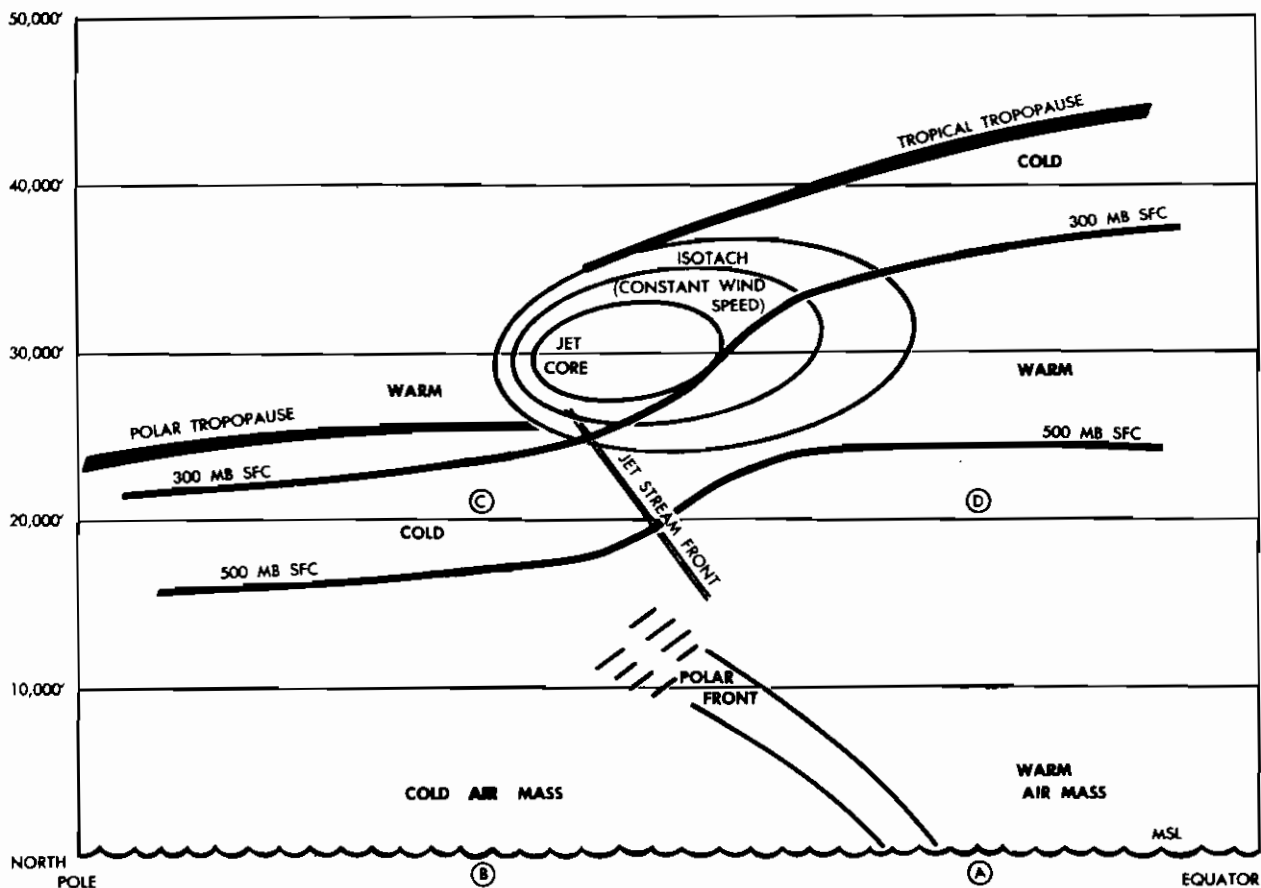 50,000'
TROPICAL TROPOPAUSE
COLD
40,000'
300 MB SFC
ISOTACH
(CONSTANT WIND
SPEED)
JET
CORE
30,000'
WARM
WARM
POLAR TROPOPAUSE
500 MB SFC
300 MB SFC
JET STREAM FRONT
C
D
20,000'
COLD
500 MB SFC
10,000'
POLAR
FRONT
COLD AIR MASS
WARM
AIR MASS
MSL
NORTH
POLE
B
A
EQUATOR